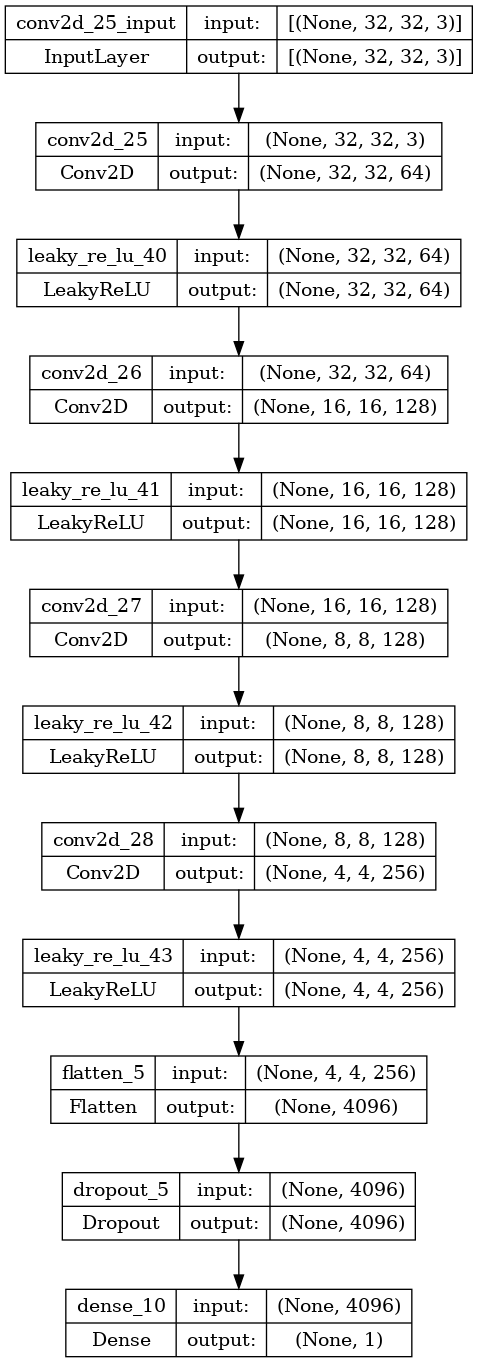 conv2d_25_input input: [(None, 32, 32, 3)]
InputLayer output: [(None, 32, 32, 3)]
conv2d_25 input: (None, 32, 32, 3)
Conv2D output: (None, 32, 32, 64)
leaky_re_lu_40 input: (None, 32, 32, 64)
LeakyReLU output: (None, 32, 32, 64)
conv2d_26 input: (None, 32, 32, 64)
Conv2D output: (None, 16, 16, 128)
leaky_re_lu_41 input: (None, 16, 16, 128)
LeakyReLU output: (None, 16, 16, 128)
conv2d_27 input: (None, 16, 16, 128)
Conv2D output: (None, 8, 8, 128)
leaky_re_lu_42 input: (None, 8, 8, 128)
LeakyReLU output: (None, 8, 8, 128)
conv2d_28 input: (None, 8, 8, 128)
Conv2D output: (None, 4, 4, 256)
leaky_re_lu_43 input: (None, 4, 4, 256)
LeakyReLU output: (None, 4, 4, 256)
flatten_5 input: (None, 4, 4, 256)
Flatten output: (None, 4096)
dropout_5 input: (None, 4096)
Dropout output: (None, 4096)
dense_10 input: (None, 4096)
Dense output: (None, 1)